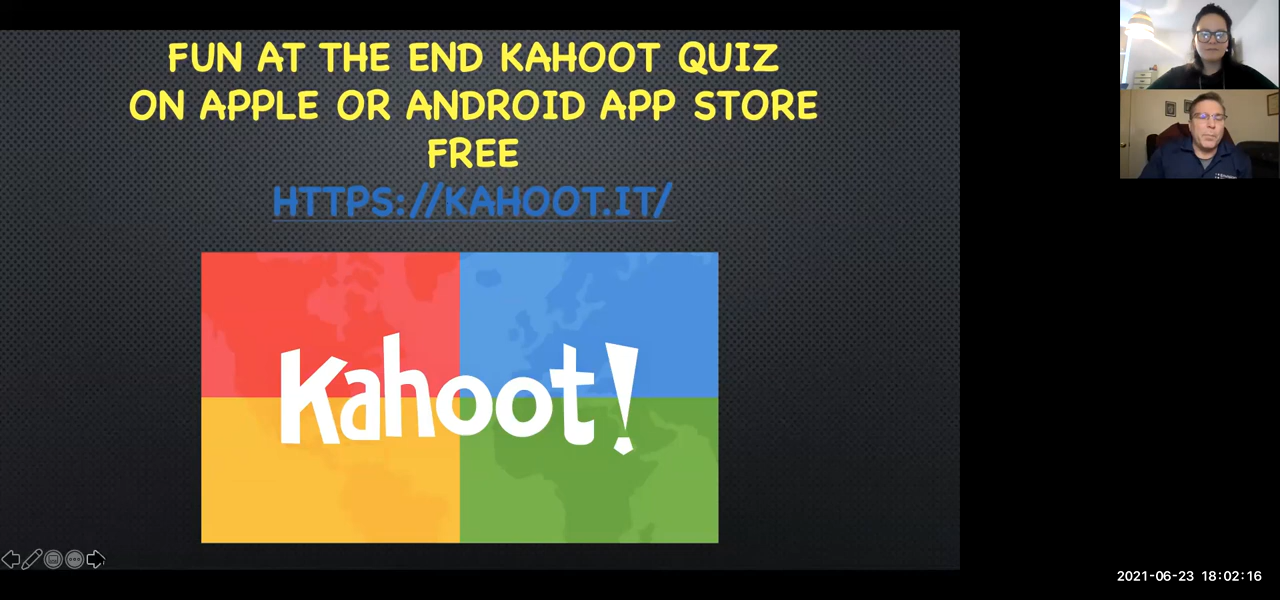 FUN AT THE END KAHOOT QUIZ
ON APPLE OR ANDROID APP STORE
FREE
HTTPS://KAHOOT.IT/
Kahoot!
2021-06-23 18:02:16